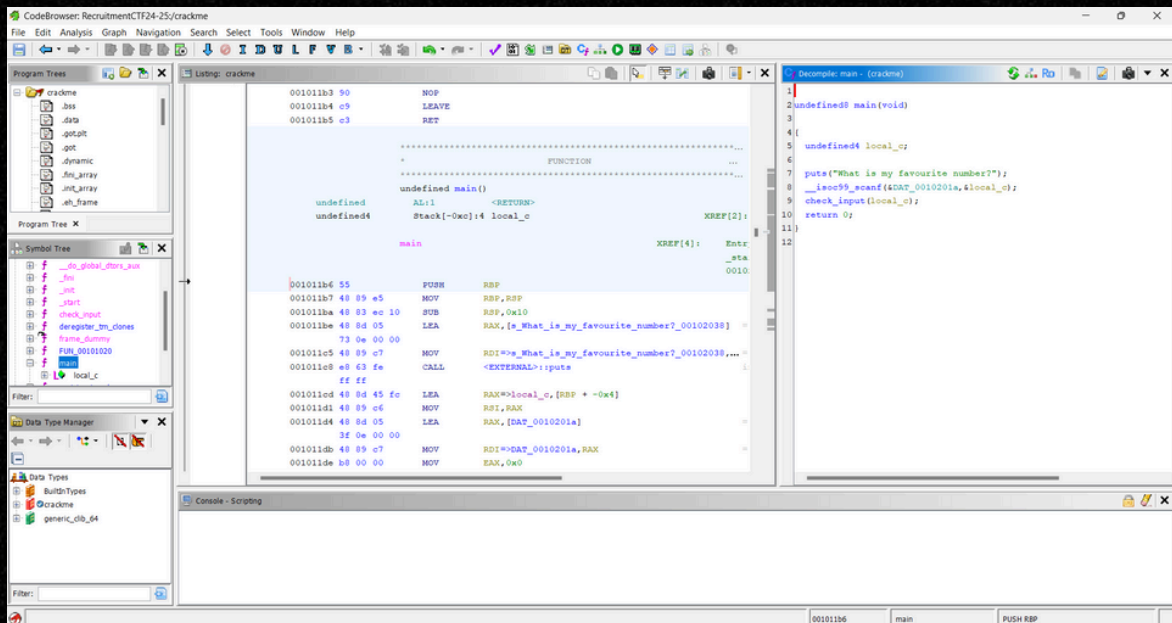 CodeBrowser: RecruitmentCTF24-25:/crackme
File Edit Analysis Graph Navigation Search Select Tools Window Help
Program Trees
crackme
.bss
.data
.got.plt
.got
.dynamic
.fini_array
.init_array
.eh_frame
Program Tree
Symbol Tree
__do_global_dtors_aux
_fini
_init
_start
check_input
deregister_tm_clones
frame_dummy
FUN_00101020
main
local_c
Filter:
Data Type Manager
Data Types
BuiltInTypes
crackme
generic_clib_64
Filter:
Listing: crackme
001011b3 90 NOP
001011b4 c9 LEAVE
001011b5 c3 RET
* FUNCTION ...
undefined main()
undefined AL:1 <RETURN>
undefined4 Stack[-0xc]:4 local_c XREF[2]:
main XREF[4]: Entr
_sta
0010
001011b6 55 PUSH RBP
001011b7 48 89 e5 MOV RBP,RSP
001011ba 48 83 ec 10 SUB RSP,0x10
001011be 48 8d 05 LEA RAX,[s_What_is_my_favourite_number?_00102038]
73 0e 00 00
001011c5 48 89 c7 MOV RDI=>s_What_is_my_favourite_number?_00102038,...
001011c8 e8 63 fe CALL <EXTERNAL>::puts
ff ff
001011cd 48 8d 45 fc LEA RAX=>local_c,[RBP + -0x4]
001011d1 48 89 c6 MOV RSI,RAX
001011d4 48 8d 05 LEA RAX,[DAT_0010201a]
3f 0e 00 00
001011db 48 89 c7 MOV RDI=>DAT_0010201a,RAX
001011de b8 00 00 MOV EAX,0x0
Decompile: main - (crackme)
1
2 undefined8 main(void)
3
4 {
5 undefined4 local_c;
6
7 puts("What is my favourite number?");
8 __isoc99_scanf(&DAT_0010201a,&local_c);
9 check_input(local_c);
10 return 0;
11 }
12
Console - Scripting
001011b6 main PUSH RBP